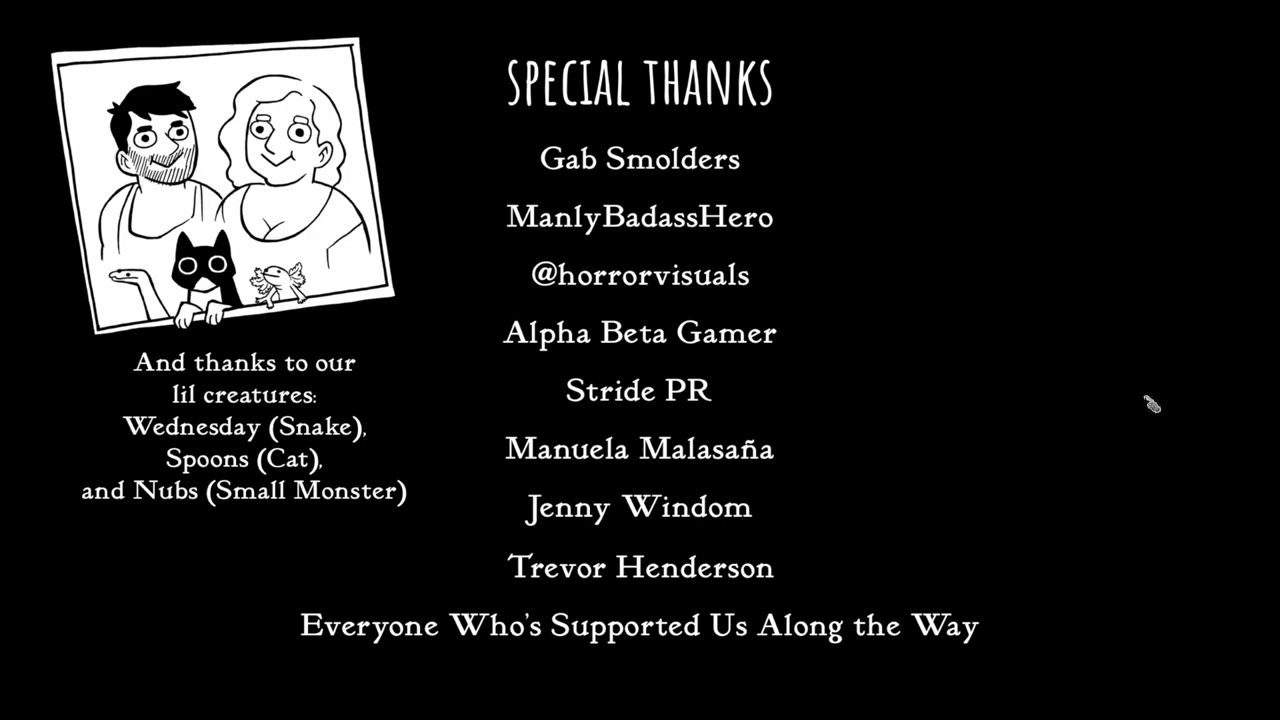 SPECIAL THANKS
Gab Smolders
ManlyBadassHero
@horrorvisuals
Alpha Beta Gamer
Stride PR
Manuela Malasaña
Jenny Windom
Trevor Henderson
Everyone Who's Supported Us Along the Way
And thanks to our
lil creatures:
Wednesday (Snake),
Spoons (Cat),
and Nubs (Small Monster)